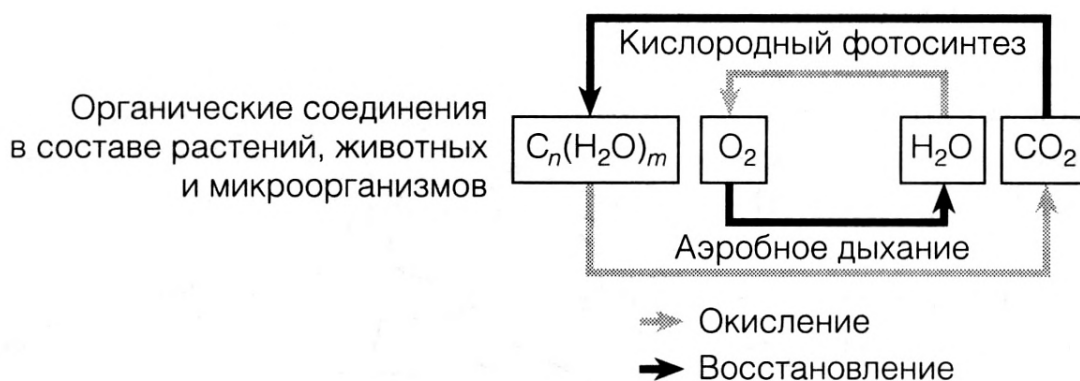 Кислородный фотосинтез
Органические соединения
в составе растений, животных
и микроорганизмов
Cₙ(H₂O)ₘ
O₂
H₂O
CO₂
Аэробное дыхание
Окисление
Восстановление